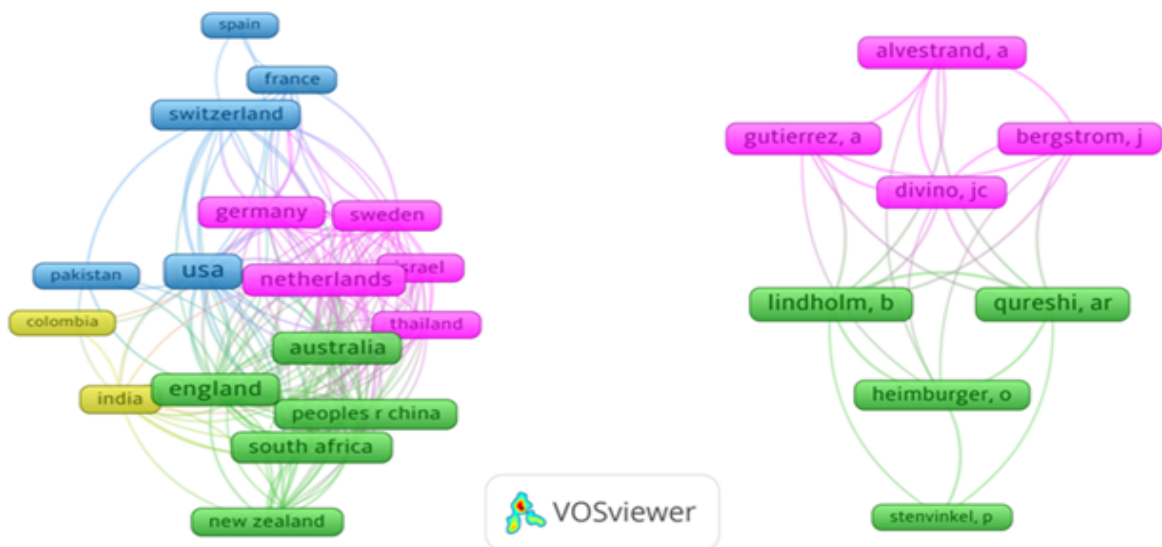 spain
france
switzerland
germany
sweden
usa
netherlands
israel
pakistan
colombia
thailand
australia
england
india
peoples r china
south africa
new zealand
alvestrand, a
gutierrez, a
bergstrom, j
divino, jc
lindholm, b
qureshi, ar
heimburger, o
stenvinkel, p
VOSviewer